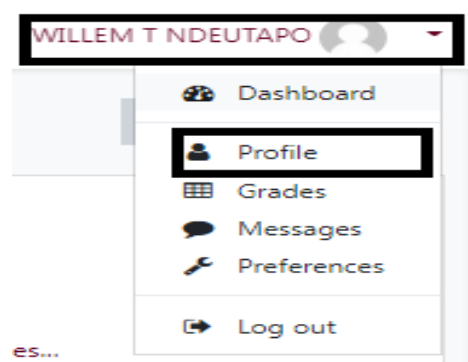 WILLEM T NDEUTAPO
Dashboard
Profile
Grades
Messages
Preferences
Log out
es...